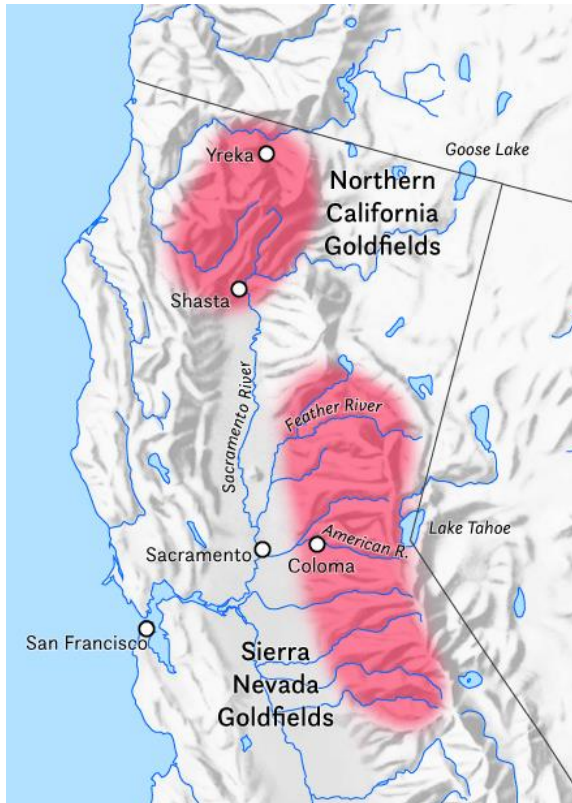 Goose Lake
Yreka
Northern
California
Goldfields
Shasta
Sacramento River
Feather River
Lake Tahoe
American R.
Sacramento
Coloma
San Francisco
Sierra
Nevada
Goldfields